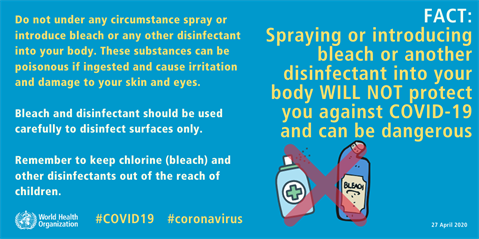 Do not under any circumstance spray or
introduce bleach or any other disinfectant
into your body. These substances can be
poisonous if ingested and cause irritation
and damage to your skin and eyes.
Bleach and disinfectant should be used
carefully to disinfect surfaces only.
Remember to keep chlorine (bleach) and
other disinfectants out of the reach of
children.
World Health
Organization
#COVID19 #coronavirus
FACT:
Spraying or introducing
bleach or another
disinfectant into your
body WILL NOT protect
you against COVID-19
and can be dangerous
BLEACH
27 April 2020